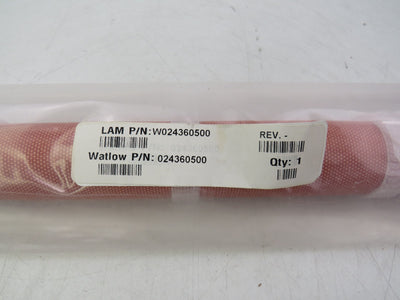 LAM P/N:W024360500
REV. -
Watlow P/N: 024360500
Qty: 1